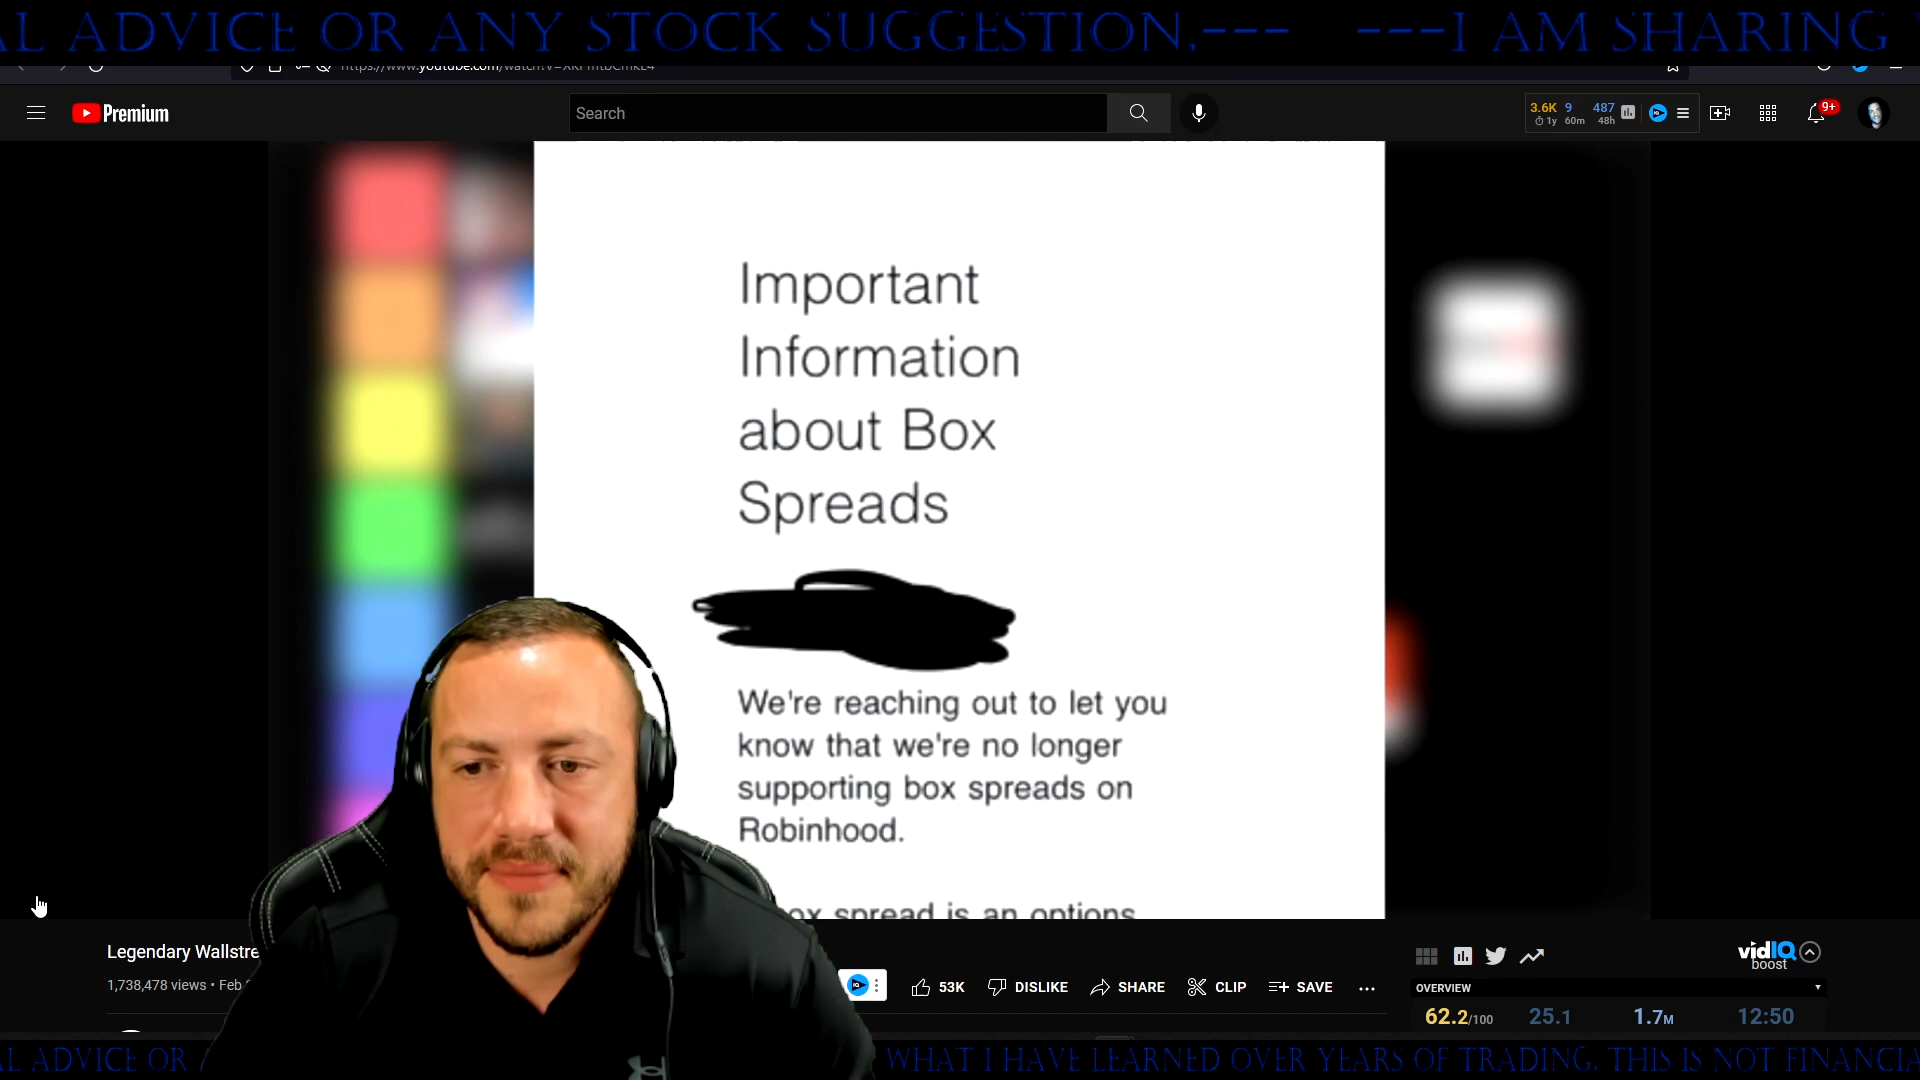 AL ADVICE OR ANY STOCK SUGGESTION.--- ---I AM SHARING
Premium
Search
3.6K 9 487
1y 60m 48h
9+
Important
Information
about Box
Spreads
We're reaching out to let you
know that we're no longer
supporting box spreads on
Robinhood.
spread is an options
Legendary Wallstre
1,738,478 views • Feb
53K DISLIKE SHARE CLIP SAVE
vidIQ
boost
OVERVIEW
62.2/100 25.1 1.7M 12:50
AL ADVICE OR
WHAT I HAVE LEARNED OVER YEARS OF TRADING. THIS IS NOT FINANCIA